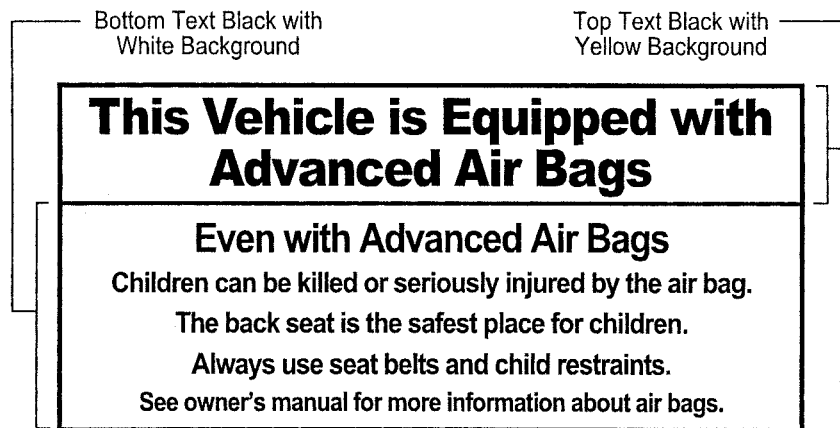 Bottom Text Black with
White Background
Top Text Black with
Yellow Background
This Vehicle is Equipped with
Advanced Air Bags
Even with Advanced Air Bags
Children can be killed or seriously injured by the air bag.
The back seat is the safest place for children.
Always use seat belts and child restraints.
See owner's manual for more information about air bags.